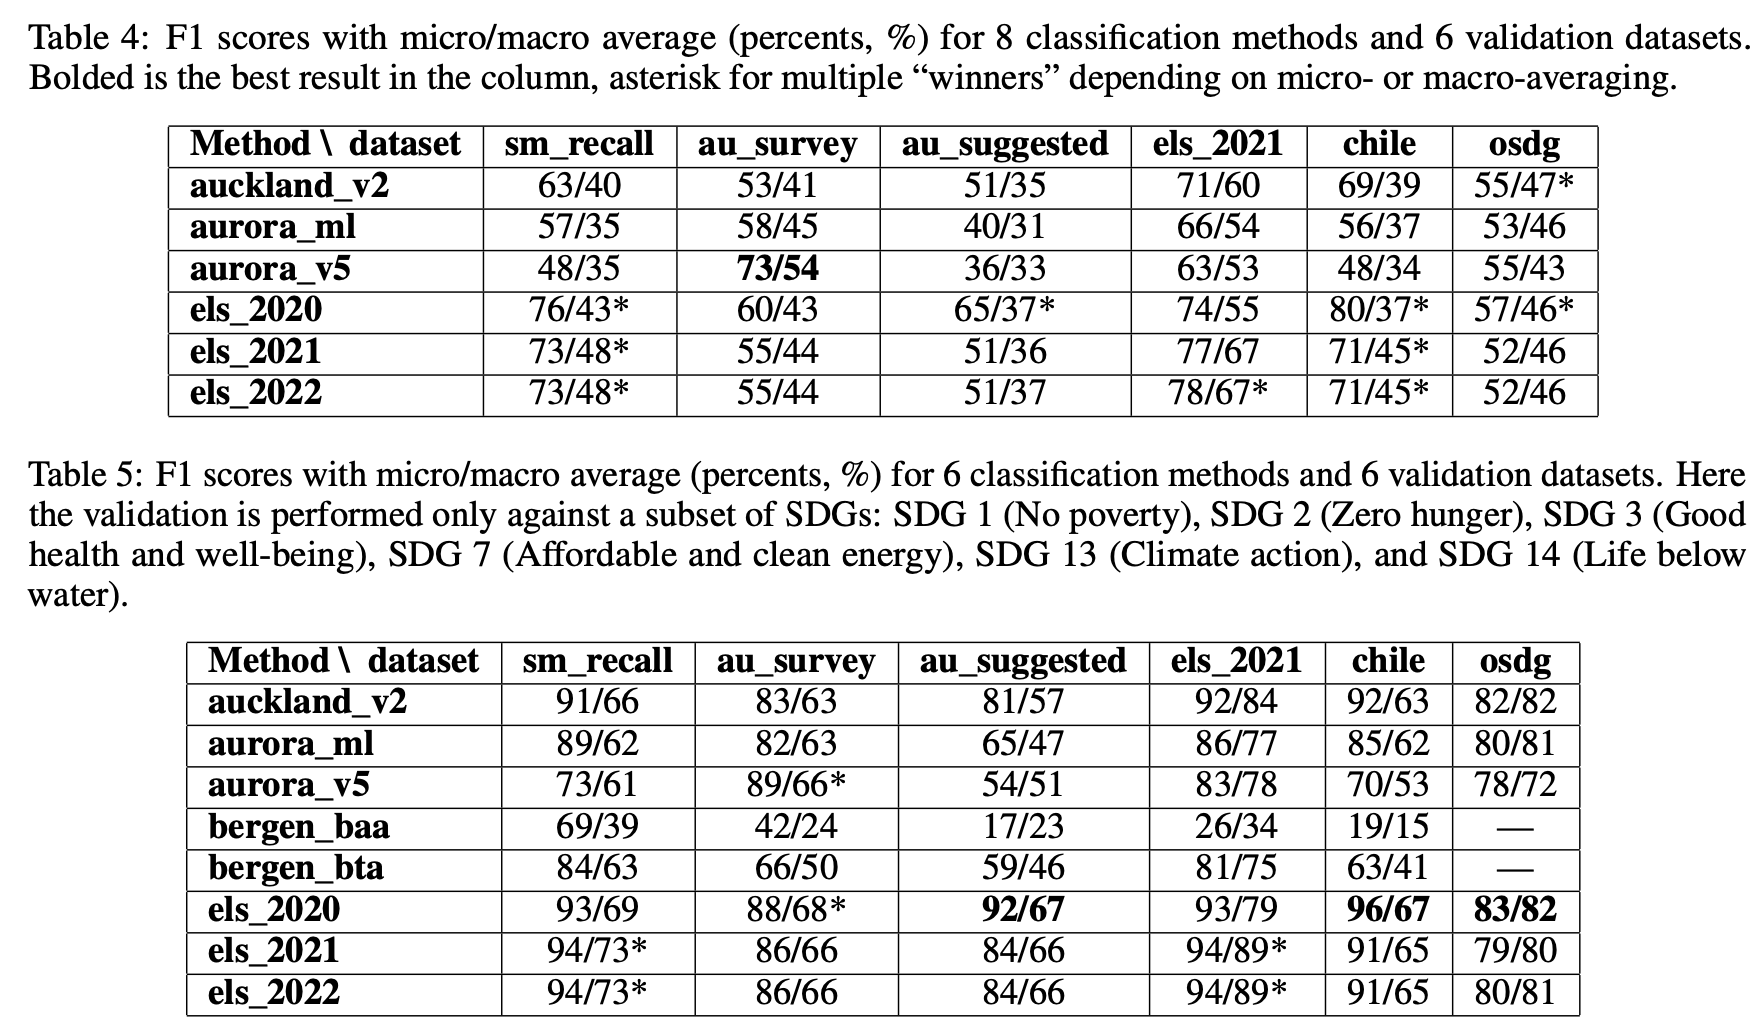 Table 4: F1 scores with micro/macro average (percents, %) for 8 classification methods and 6 validation datasets.
Bolded is the best result in the column, asterisk for multiple “winners” depending on micro- or macro-averaging.
Method \ dataset sm_recall au_survey au_suggested els_2021 chile osdg
auckland_v2 63/40 53/41 51/35 71/60 69/39 55/47*
aurora_ml 57/35 58/45 40/31 66/54 56/37 53/46
aurora_v5 48/35 73/54 36/33 63/53 48/34 55/43
els_2020 76/43* 60/43 65/37* 74/55 80/37* 57/46*
els_2021 73/48* 55/44 51/36 77/67 71/45* 52/46
els_2022 73/48* 55/44 51/37 78/67* 71/45* 52/46
Table 5: F1 scores with micro/macro average (percents, %) for 6 classification methods and 6 validation datasets. Here
the validation is performed only against a subset of SDGs: SDG 1 (No poverty), SDG 2 (Zero hunger), SDG 3 (Good
health and well-being), SDG 7 (Affordable and clean energy), SDG 13 (Climate action), and SDG 14 (Life below
water).
Method \ dataset sm_recall au_survey au_suggested els_2021 chile osdg
auckland_v2 91/66 83/63 81/57 92/84 92/63 82/82
aurora_ml 89/62 82/63 65/47 86/77 85/62 80/81
aurora_v5 73/61 89/66* 54/51 83/78 70/53 78/72
bergen_baa 69/39 42/24 17/23 26/34 19/15 —
bergen_bta 84/63 66/50 59/46 81/75 63/41 —
els_2020 93/69 88/68* 92/67 93/79 96/67 83/82
els_2021 94/73* 86/66 84/66 94/89* 91/65 79/80
els_2022 94/73* 86/66 84/66 94/89* 91/65 80/81